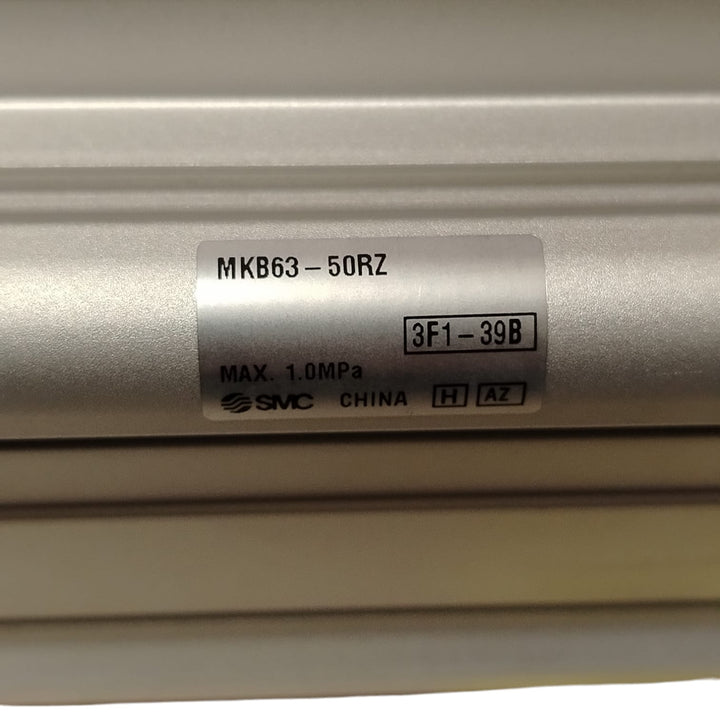 MKB63-50RZ
3F1-39B
MAX. 1.0MPa
SMC CHINA H AZ